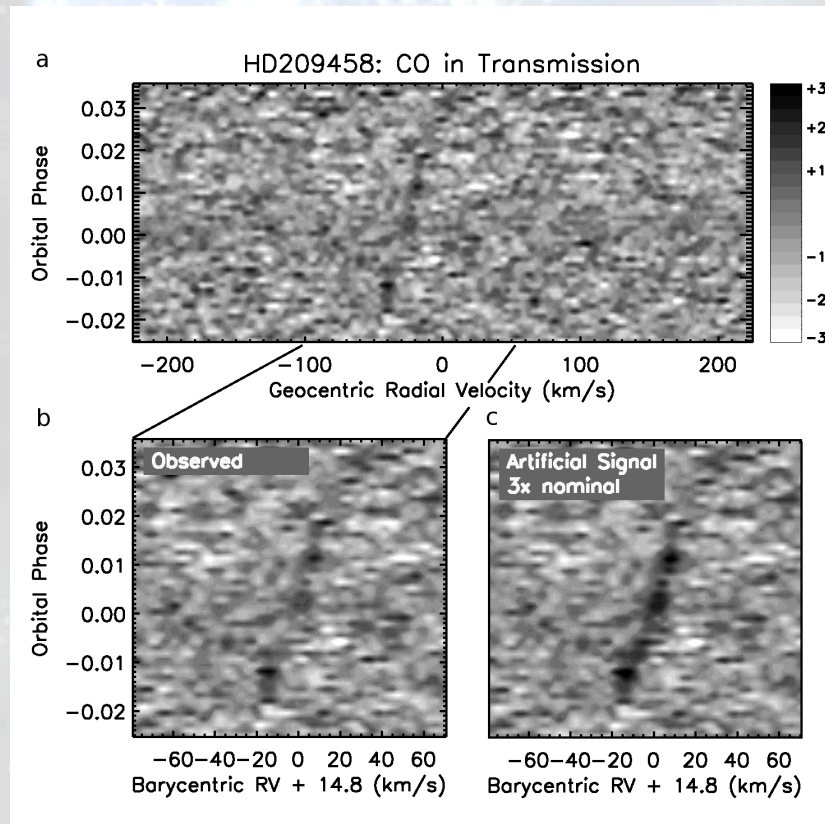 a
HD209458: CO in Transmission
Orbital Phase
0.03
0.02
0.01
0.00
−0.01
−0.02
+3
+2
+1
−1
−2
−3
−200 −100 0 100 200
Geocentric Radial Velocity (km/s)
b
Observed
Orbital Phase
0.03
0.02
0.01
0.00
−0.01
−0.02
−60−40−20 0 20 40 60
Barycentric RV + 14.8 (km/s)
c
Artificial Signal
3x nominal
−60−40−20 0 20 40 60
Barycentric RV + 14.8 (km/s)